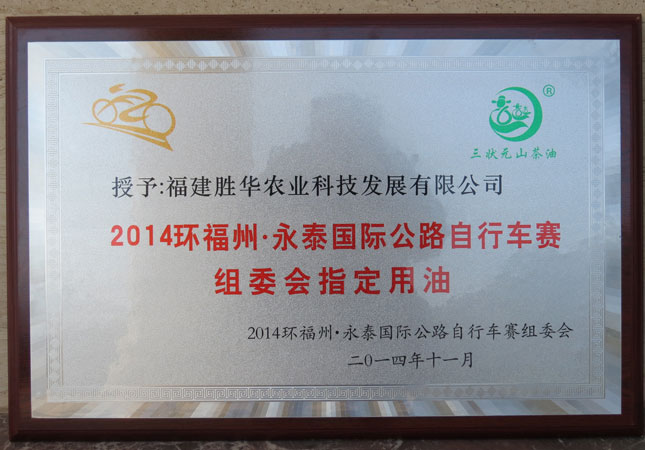 ®
三状元山茶油
授予:福建胜华农业科技发展有限公司
2014环福州·永泰国际公路自行车赛
组委会指定用油
2014环福州·永泰国际公路自行车赛组委会
二〇一四年十一月